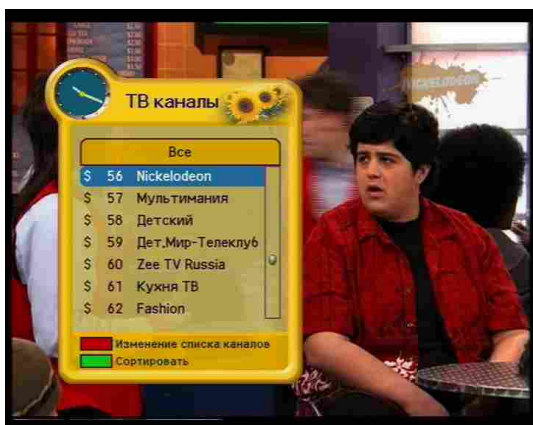 ТВ каналы
Все
$ 56 Nickelodeon
$ 57 Мультимания
$ 58 Детский
$ 59 Дет.Мир-Телеклуб
$ 60 Zee TV Russia
$ 61 Кухня ТВ
$ 62 Fashion
Изменение списка каналов
Сортировать
NICKELODEON